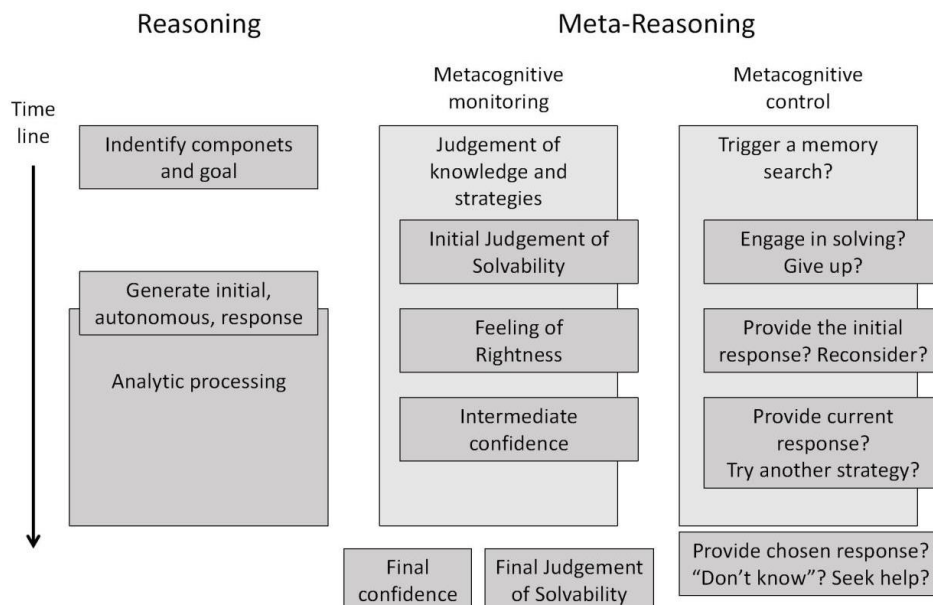 Reasoning
Meta-Reasoning
Metacognitive
monitoring
Metacognitive
control
Time
line
Indentify componets
and goal
Judgement of
knowledge and
strategies
Trigger a memory
search?
Initial Judgement of
Solvability
Engage in solving?
Give up?
Generate initial,
autonomous, response
Feeling of
Rightness
Provide the initial
response? Reconsider?
Analytic processing
Intermediate
confidence
Provide current
response?
Try another strategy?
Final
confidence
Final Judgement
of Solvability
Provide chosen response?
“Don’t know”? Seek help?